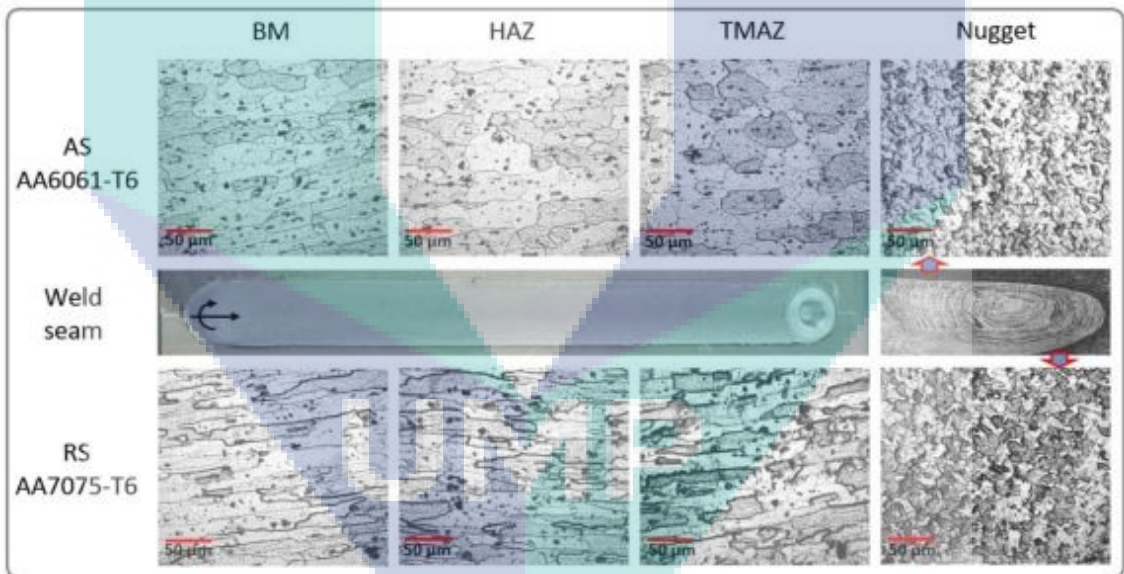 BM HAZ TMAZ Nugget
AS
AA6061-T6
50 µm 50 µm 50 µm 50 µm
Weld
seam
RS
AA7075-T6
50 µm 50 µm 50 µm 50 µm
UMP